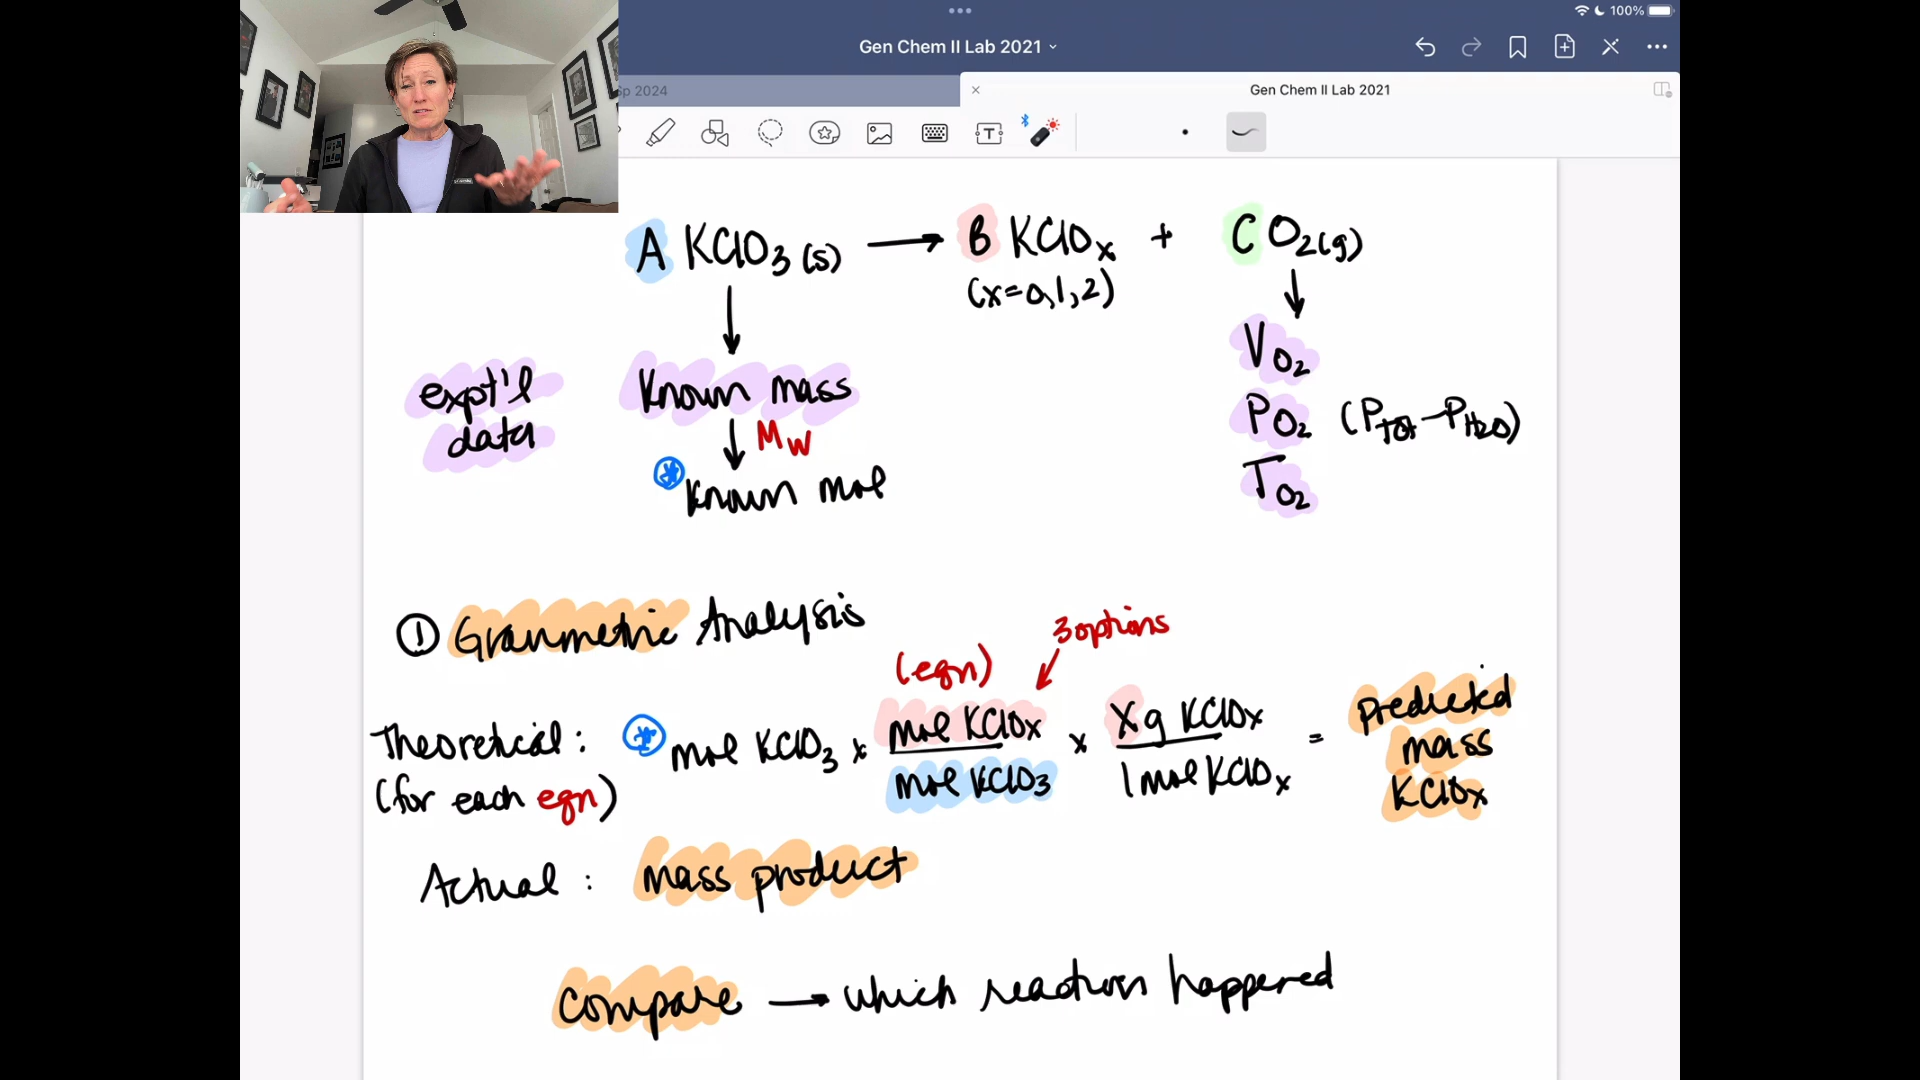 100%
Gen Chem II Lab 2021
Sp 2024
Gen Chem II Lab 2021
T
A KClO3 (s) → B KClOx + C O2(g)
(x=0,1,2)
VO2
expt'l data
Known mass
PO2 (Ptot-PH2O)
MW
* Known mol
TO2
① Gravimetric Analysis
3 options
(eqn)
Theoretical: * mol KClO3 x mol KClOx / mol KClO3 x Xg KClOx / 1 mol KClOx = predicted mass KClOx
(for each eqn)
Actual: mass product
compare → which reaction happened